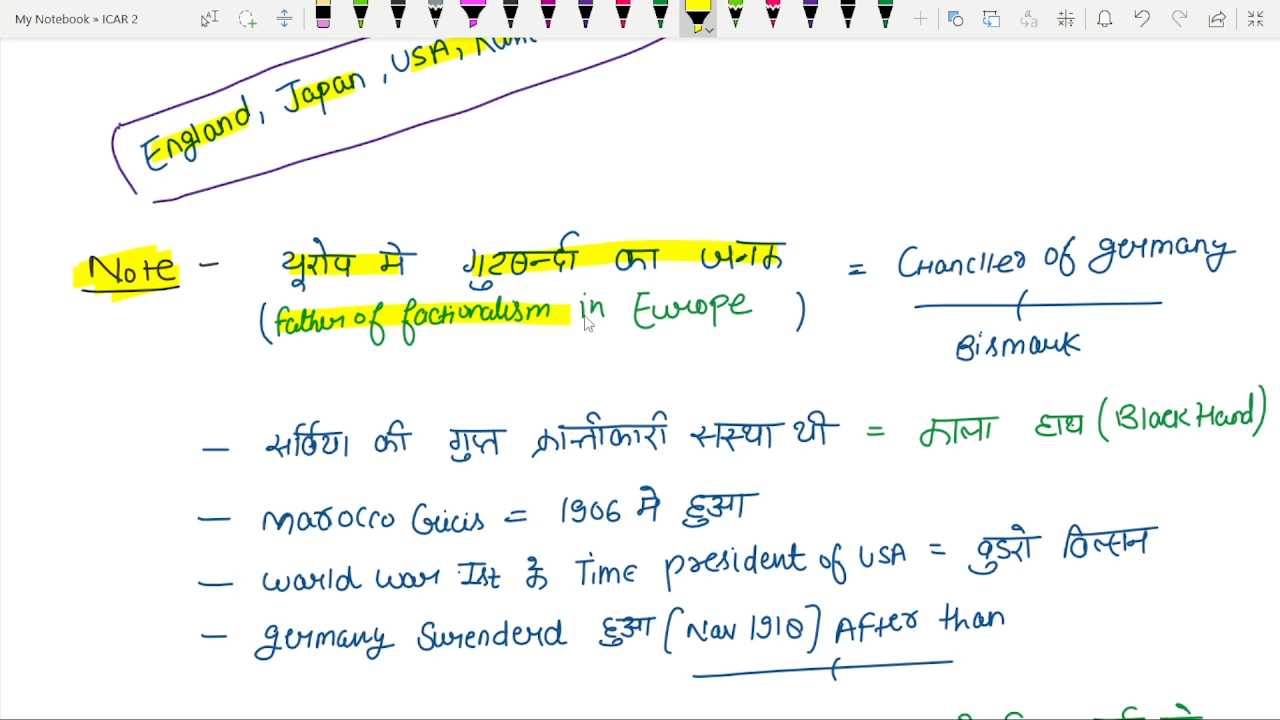 My Notebook » ICAR 2
England, Japan, USA,
Note - यूरोप मे गुटबन्दी का जनक = Chancller of germany
(father of factionalism in Europe) Bismark
- सर्बिया की गुप्त क्रान्तीकारी संस्था थी = काला हाथ (Black Hand)
- Marocco Cricis = 1906 मे हुआ
- World war Ist के Time president of USA = वुडरो विल्सन
- germany Surenderd हुआ [Nov 1918] After than